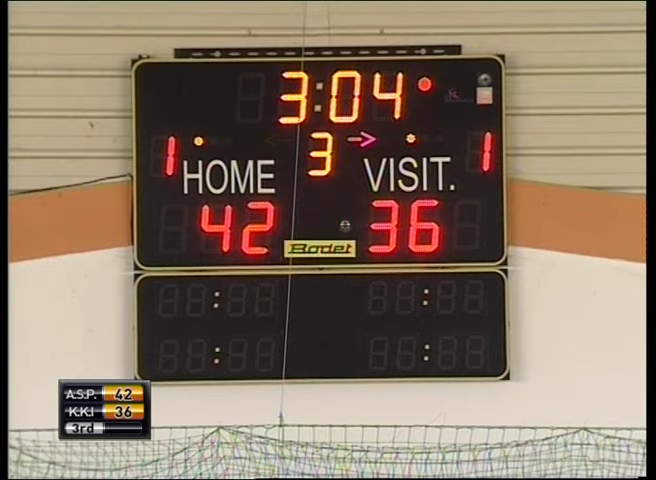 3:04
1 3 1
HOME VISIT.
42 36
Bodet
A.S.P. 42
K.K.I 36
3rd